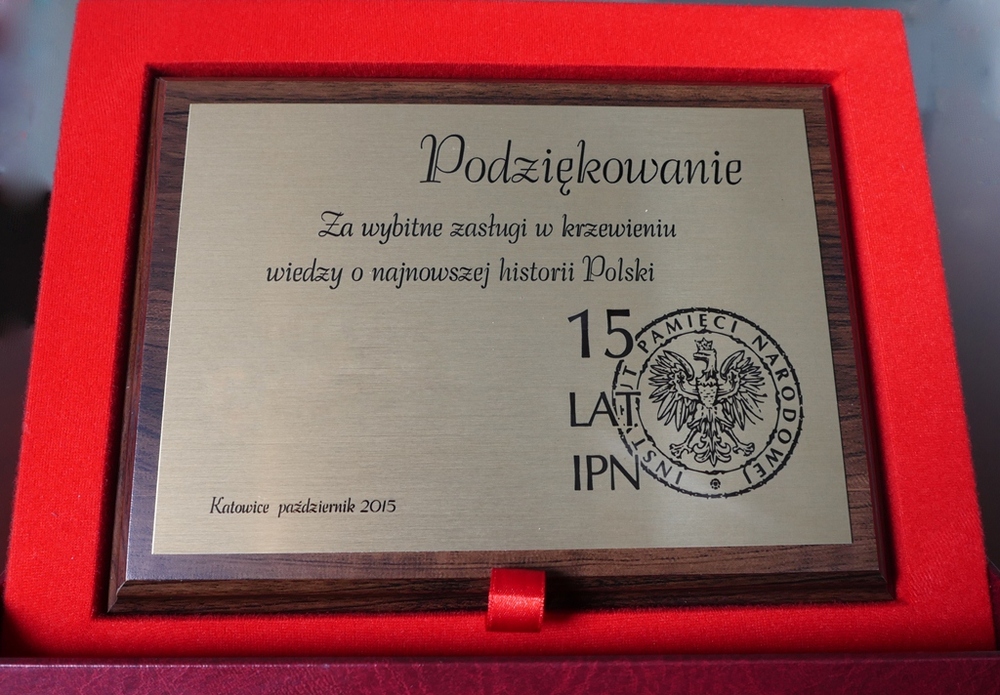 Podziękowanie
Za wybitne zasługi w krzewieniu
wiedzy o najnowszej historii Polski
15
LAT
IPN
INSTYTUT PAMIĘCI NARODOWEJ
Katowice październik 2015